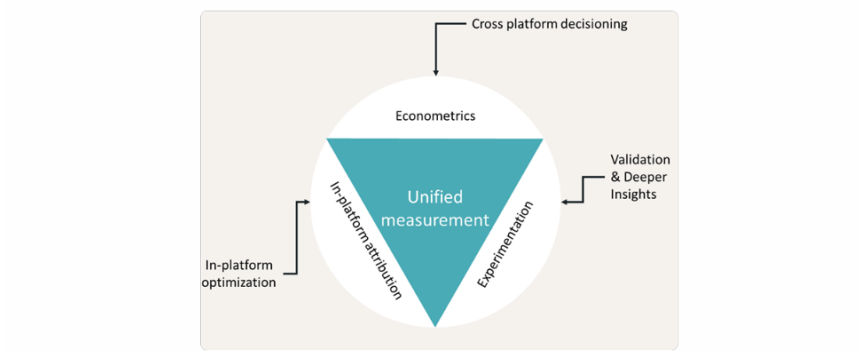 Cross platform decisioning
Econometrics
Validation
& Deeper
Insights
Unified
measurement
In-platform attribution
Experimentation
In-platform
optimization